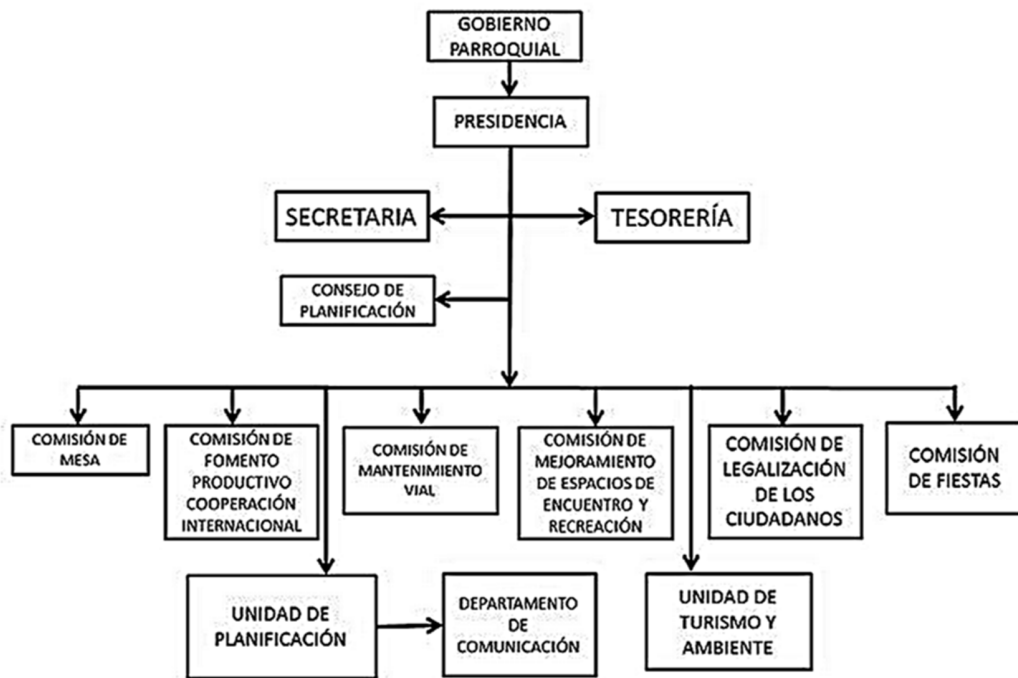 GOBIERNO
PARROQUIAL
PRESIDENCIA
SECRETARIA
TESORERÍA
CONSEJO DE
PLANIFICACIÓN
COMISIÓN DE
MESA
COMISIÓN DE
FOMENTO
PRODUCTIVO
COOPERACIÓN
INTERNACIONAL
COMISIÓN DE
MANTENIMIENTO
VIAL
COMISIÓN DE
MEJORAMIENTO
DE ESPACIOS DE
ENCUENTRO Y
RECREACIÓN
COMISIÓN DE
LEGALIZACIÓN
DE LOS
CIUDADANOS
COMISIÓN
DE FIESTAS
UNIDAD DE
PLANIFICACIÓN
DEPARTAMENTO
DE
COMUNICACIÓN
UNIDAD DE
TURISMO Y
AMBIENTE